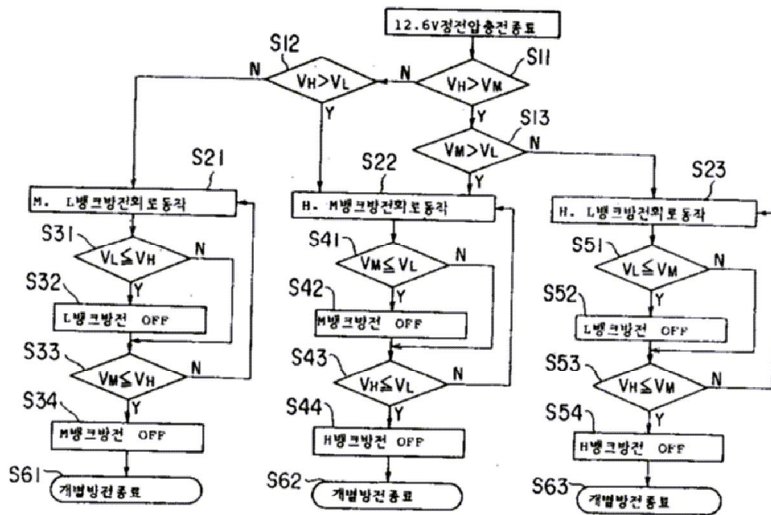 12.6V정전압충전종료
S11
VH>VM
N
Y
S12
VH>VL
N
Y
S13
VM>VL
N
Y
S21
M. L뱅크방전회로동작
S31
VL≦VH
N
Y
S32
L뱅크방전 OFF
S33
VM≦VH
N
Y
S34
M뱅크방전 OFF
S61
개별방전종료
S22
H. M뱅크방전회로동작
S41
VM≦VL
N
Y
S42
M뱅크방전 OFF
S43
VH≦VL
N
Y
S44
H뱅크방전 OFF
S62
개별방전종료
S23
H. L뱅크방전회로동작
S51
VL≦VM
N
Y
S52
L뱅크방전 OFF
S53
VH≦VM
N
Y
S54
H뱅크방전 OFF
S63
개별방전종료